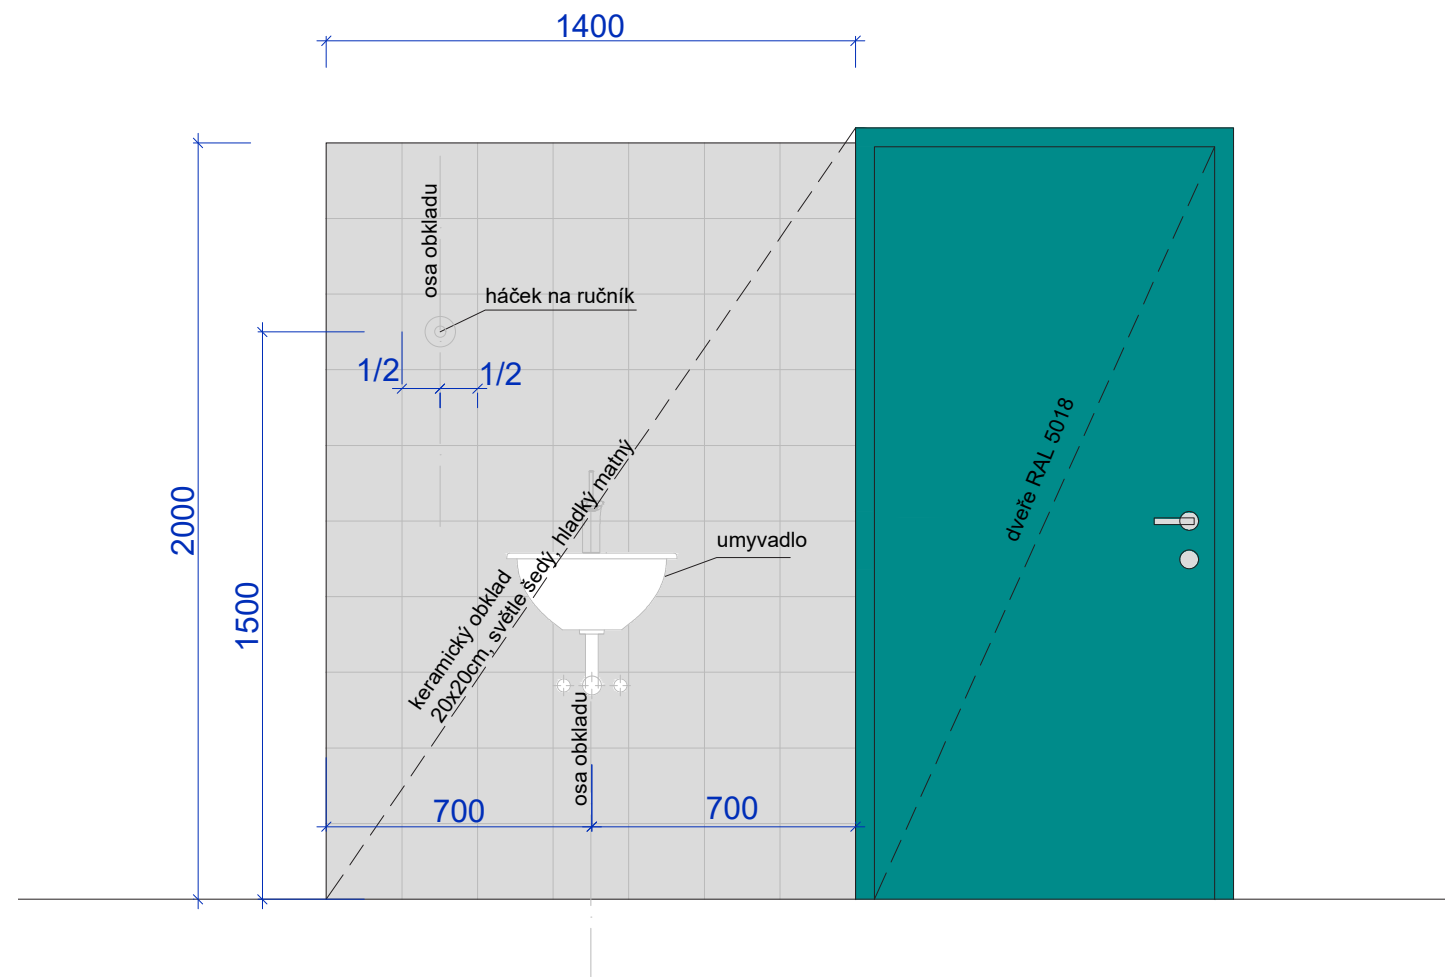 1400
osa obkladu
háček na ručník
1/2
1/2
2000
1500
keramický obklad
20x20cm, světle šedý, hladký matný
umyvadlo
osa obkladu
700
700
dveře RAL 5018